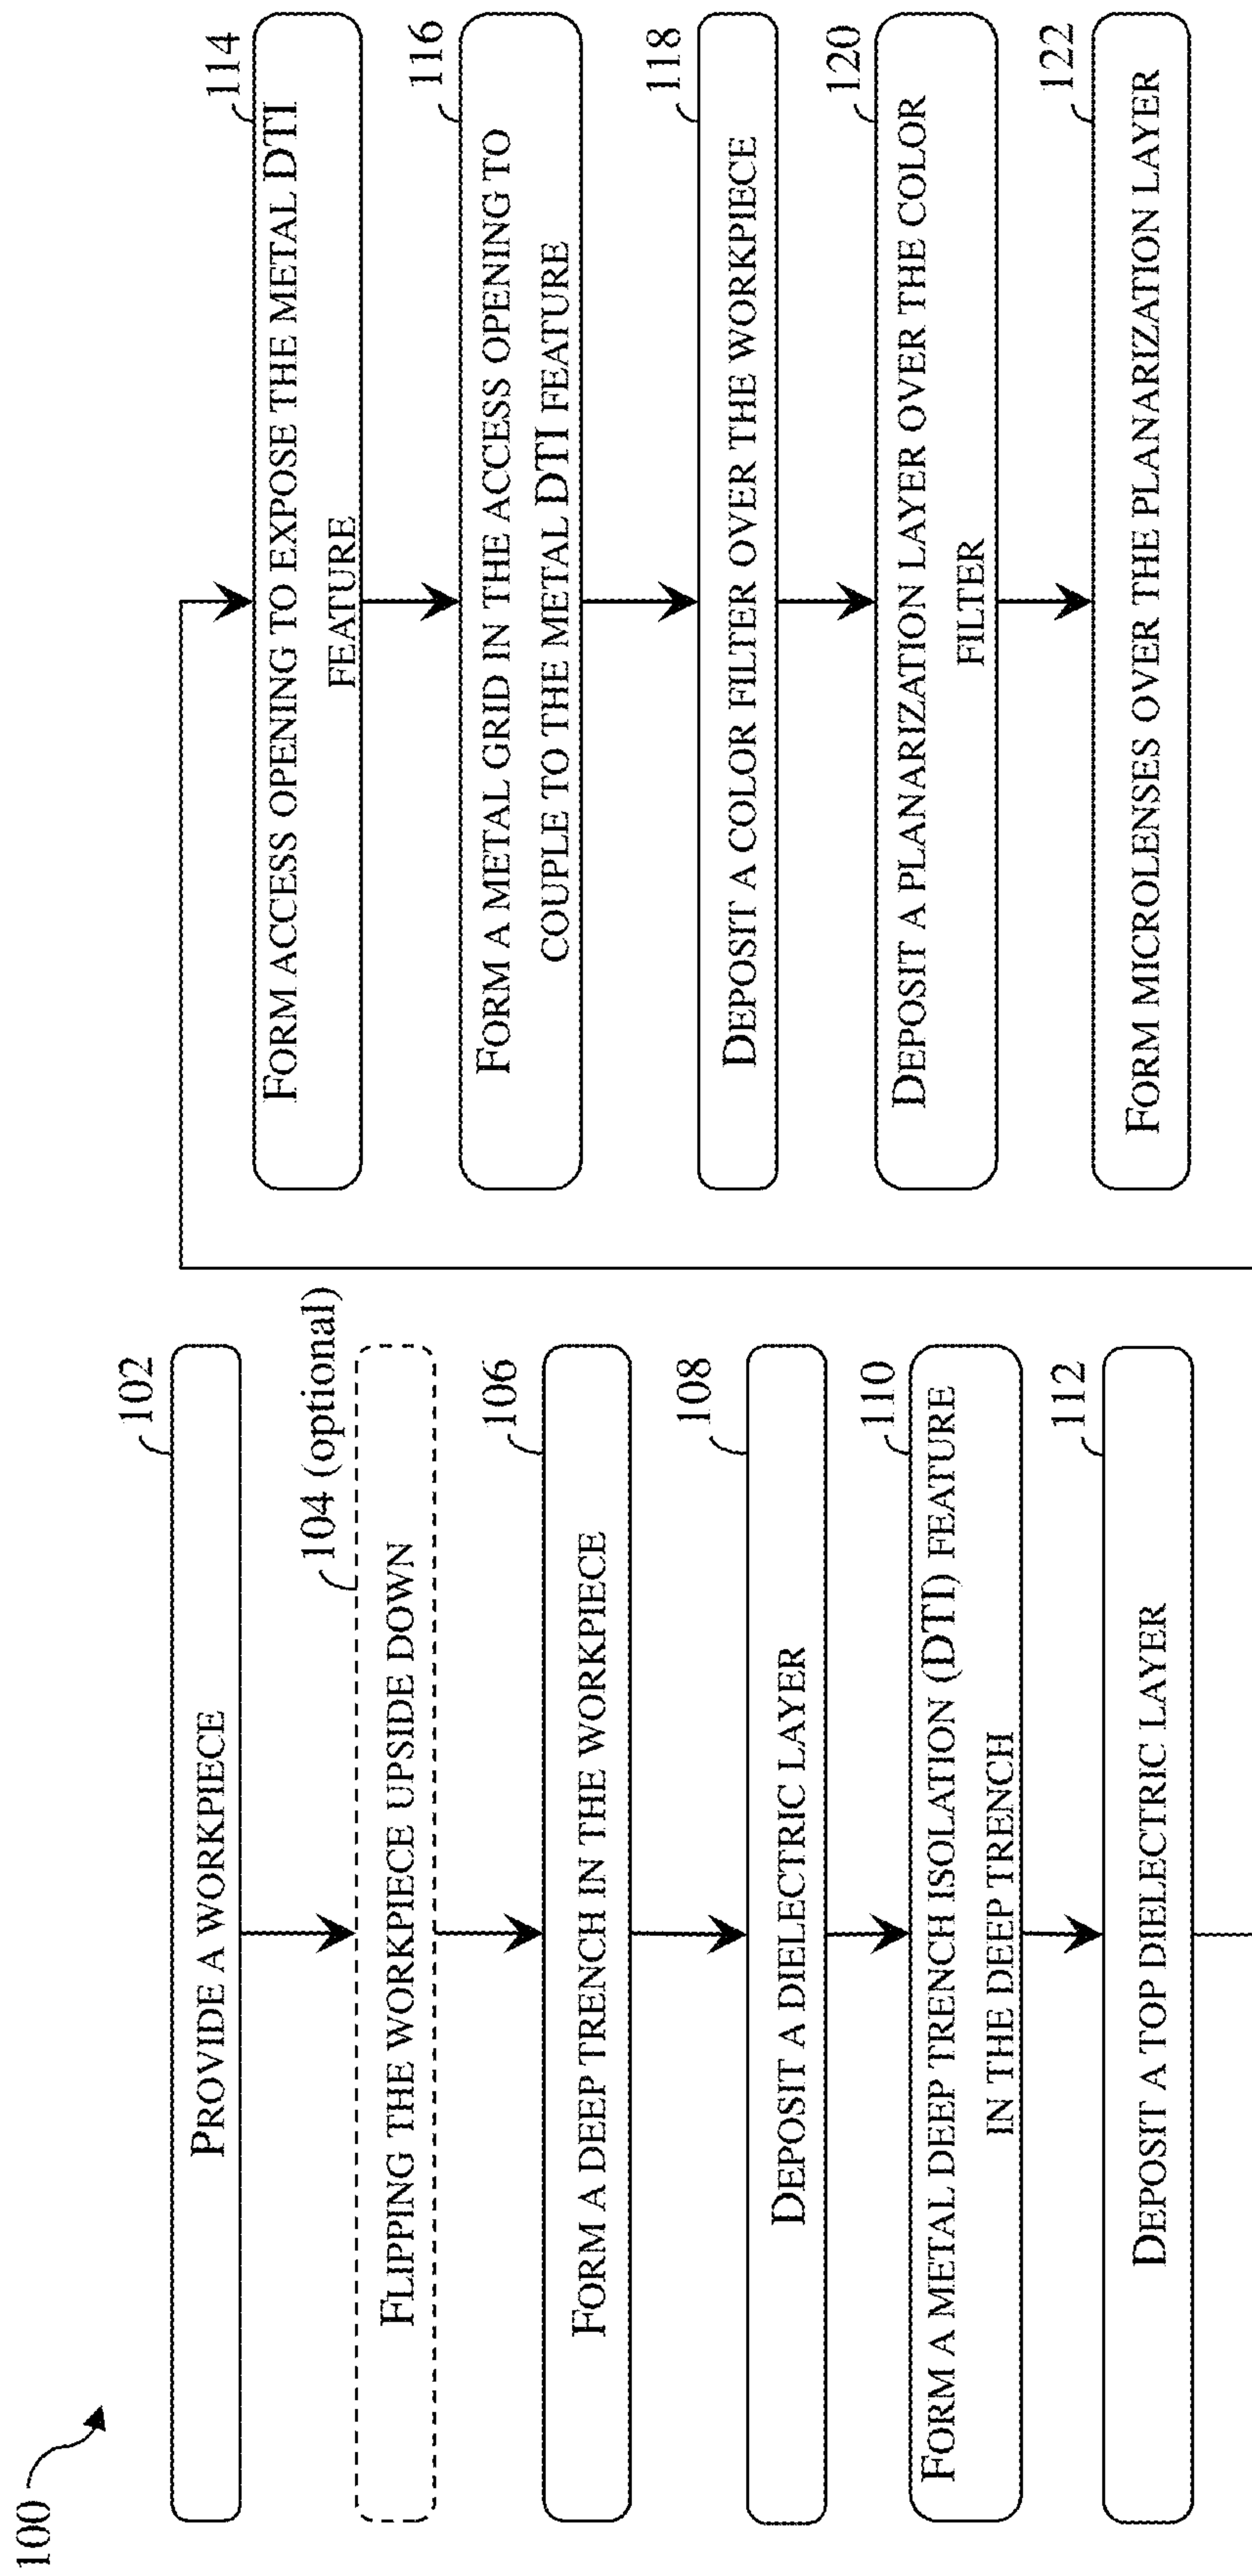 100
102
PROVIDE A WORKPIECE
104 (optional)
FLIPPING THE WORKPIECE UPSIDE DOWN
106
FORM A DEEP TRENCH IN THE WORKPIECE
108
DEPOSIT A DIELECTRIC LAYER
110
FORM A METAL DEEP TRENCH ISOLATION (DTI) FEATURE
IN THE DEEP TRENCH
112
DEPOSIT A TOP DIELECTRIC LAYER
114
FORM ACCESS OPENING TO EXPOSE THE METAL DTI
FEATURE
116
FORM A METAL GRID IN THE ACCESS OPENING TO
COUPLE TO THE METAL DTI FEATURE
118
DEPOSIT A COLOR FILTER OVER THE WORKPIECE
120
DEPOSIT A PLANARIZATION LAYER OVER THE COLOR
FILTER
122
FORM MICROLENSES OVER THE PLANARIZATION LAYER